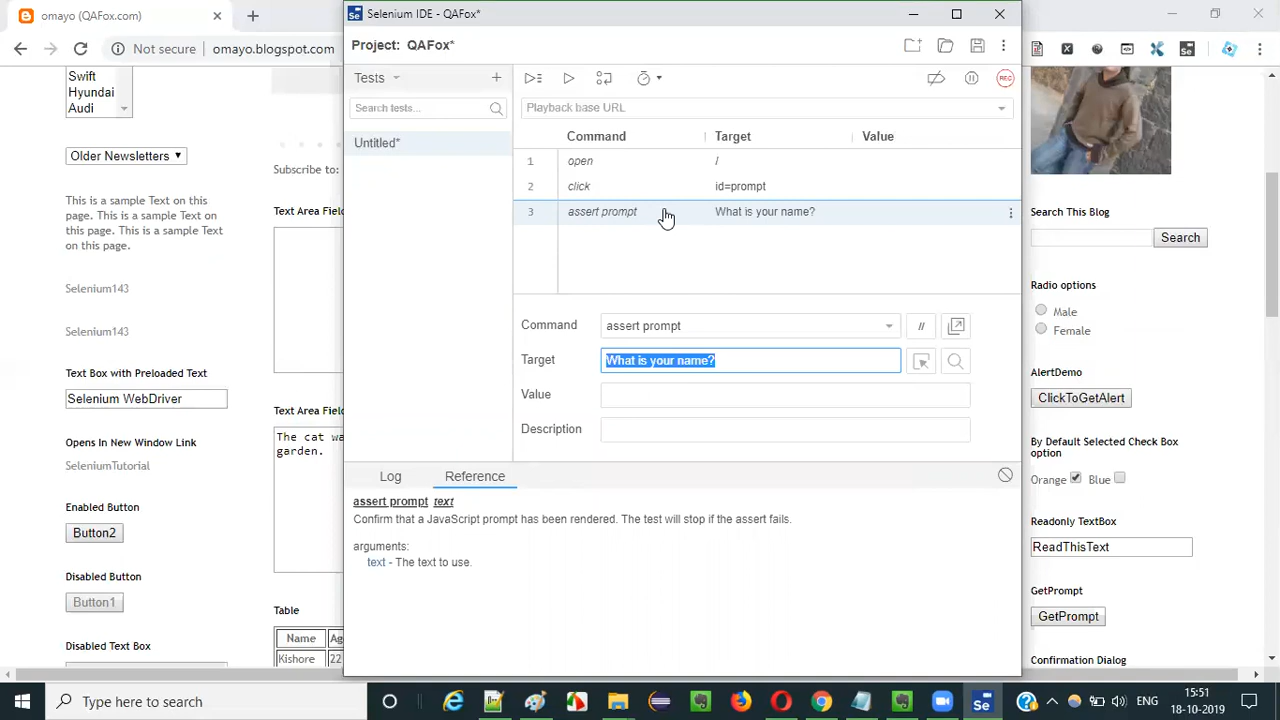 omayo (QAFox.com)
Not secure
omayo.blogspot.com
Swift
Hyundai
Audi
Older Newsletters
Subscribe to:
This is a sample Text on this page. This is a sample Text on this page. This is a sample Text on this page.
Selenium143
Selenium143
Text Box with Preloaded Text
Selenium WebDriver
Opens In New Window Link
SeleniumTutorial
Enabled Button
Button2
Disabled Button
Button1
Disabled Text Box
Text Area Field
Text Area Field
The cat wa
garden.
Table
Name
Ag
Kishore
22
Selenium IDE - QAFox*
Project: QAFox*
Tests
Search tests...
Untitled*
REC
Playback base URL
Command Target Value
1 open /
2 click id=prompt
3 assert prompt What is your name?
Command assert prompt
//
Target What is your name?
Value
Description
Log Reference
assert prompt text
Confirm that a JavaScript prompt has been rendered. The test will stop if the assert fails.
arguments:
text - The text to use.
Search This Blog
Search
Radio options
Male
Female
AlertDemo
ClickToGetAlert
By Default Selected Check Box
option
Orange Blue
Readonly TextBox
ReadThisText
GetPrompt
GetPrompt
Confirmation Dialog
Type here to search
Se
ENG
15:51
18-10-2019